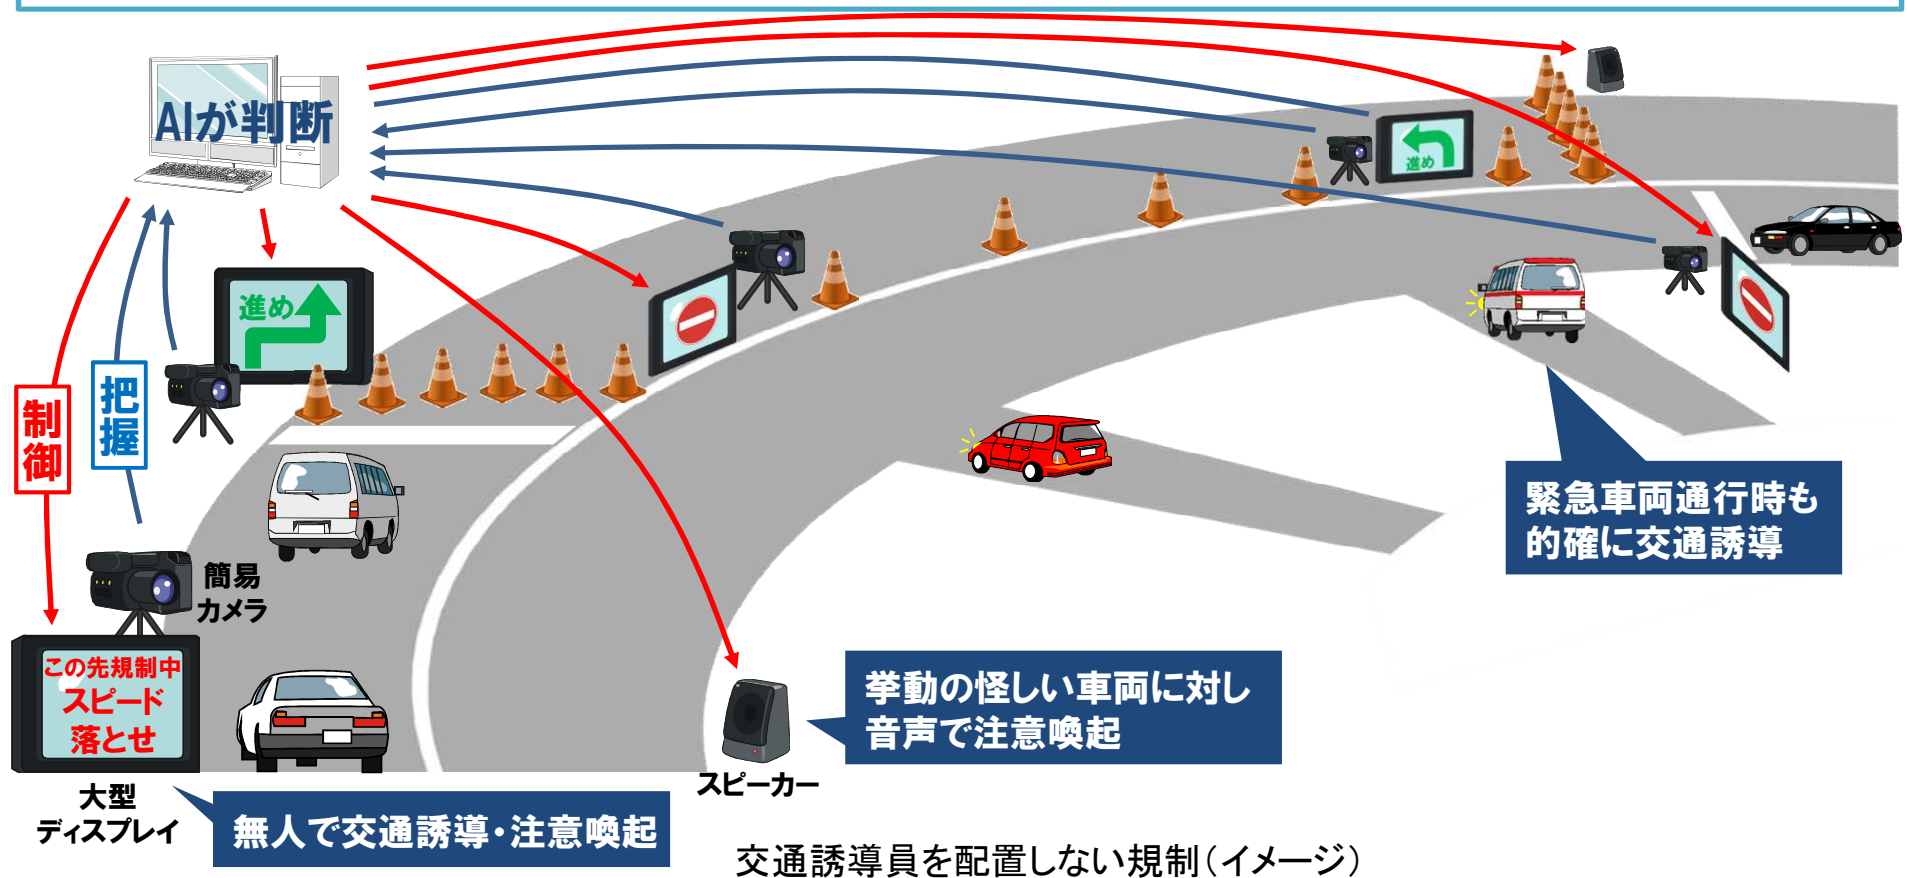 AIが判断
進め
進め
制御
把握
簡易
カメラ
この先規制中
スピード
落とせ
大型
ディスプレイ
無人で交通誘導・注意喚起
スピーカー
挙動の怪しい車両に対し
音声で注意喚起
緊急車両通行時も
的確に交通誘導
交通誘導員を配置しない規制(イメージ)